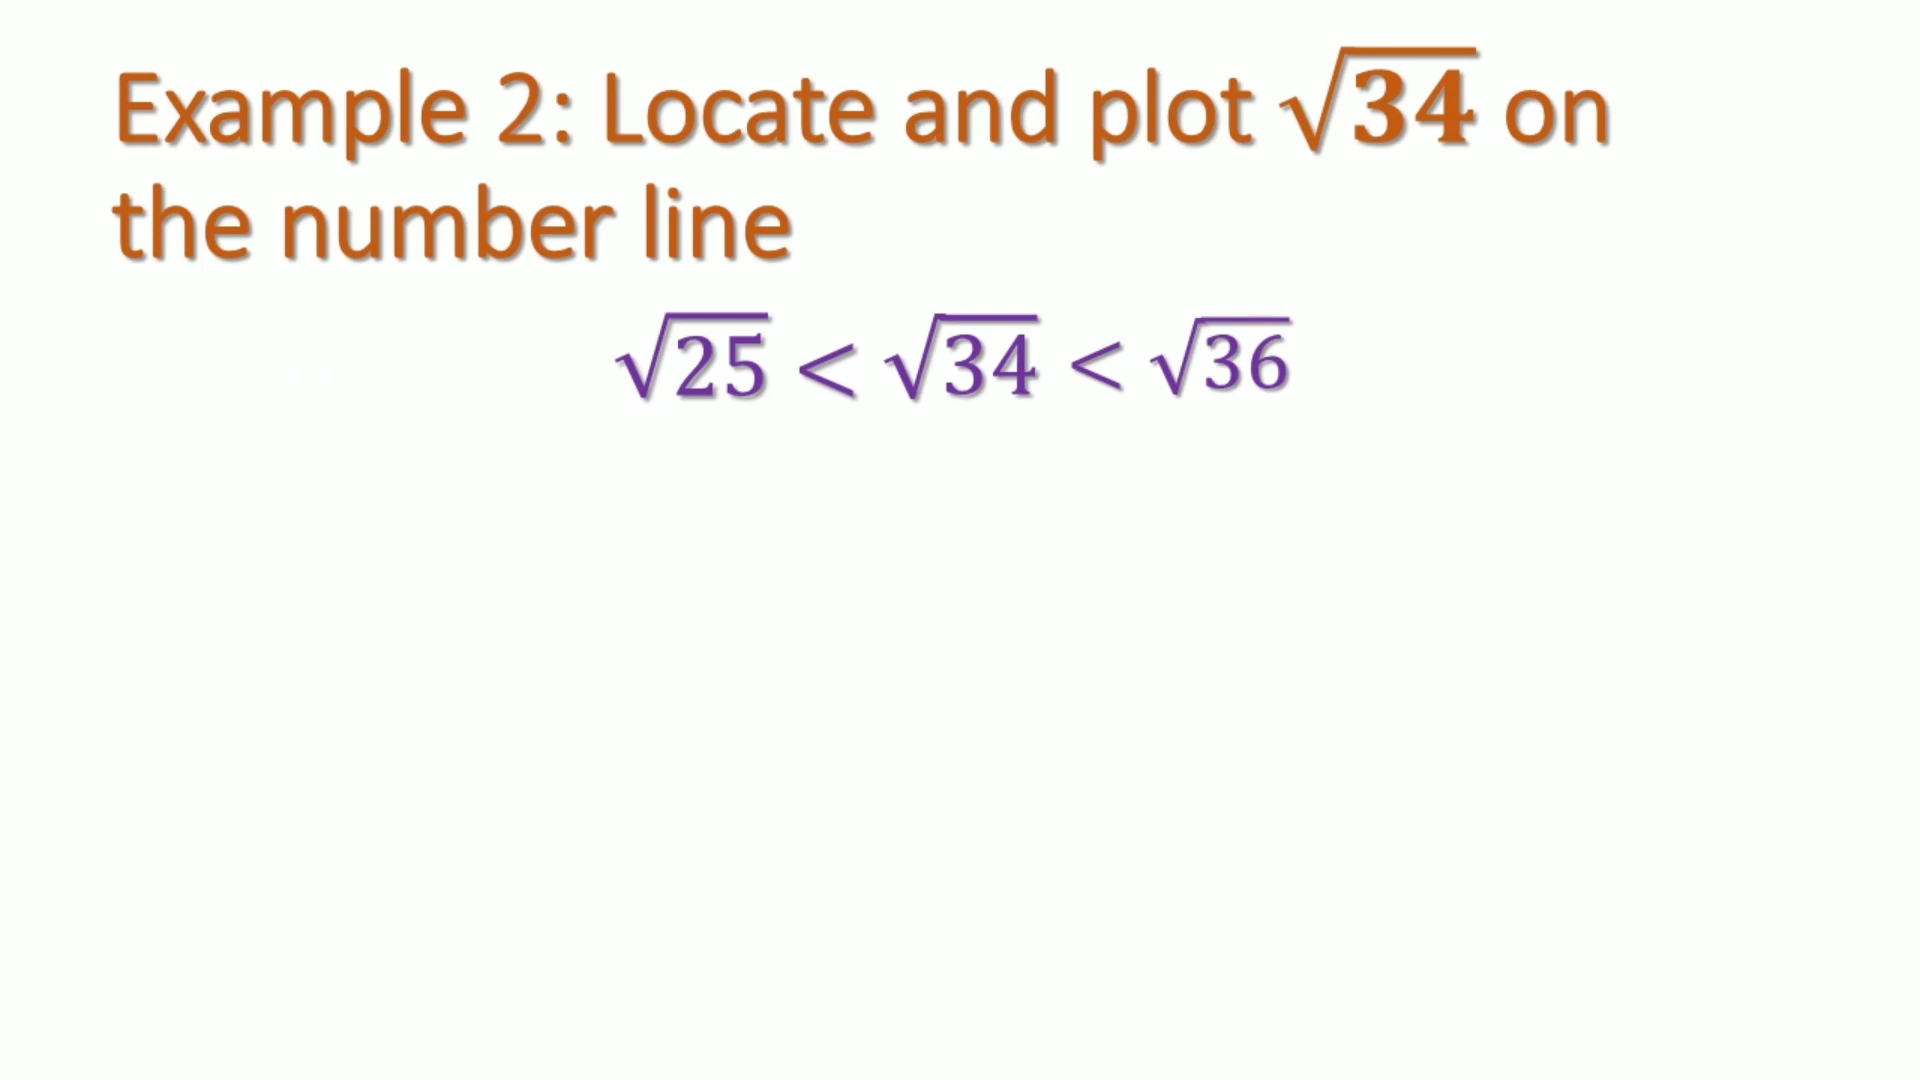 Example 2: Locate and plot √34 on
the number line
√25 < √34 < √36